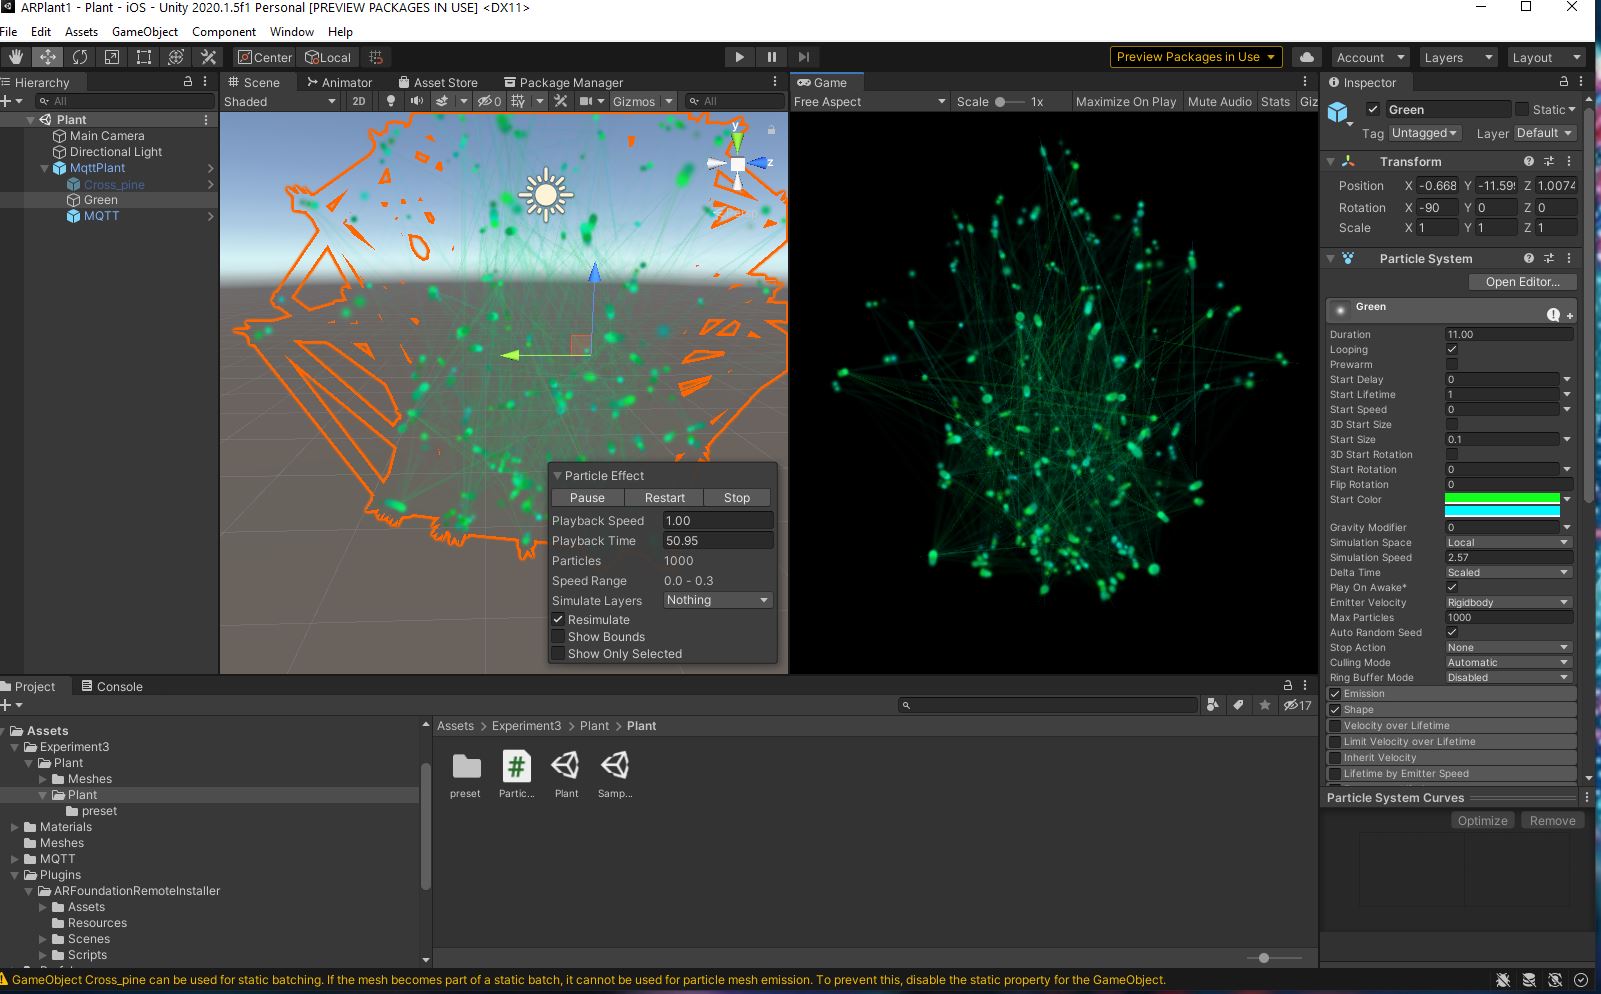 ARPlant1 - Plant - iOS - Unity 2020.1.5f1 Personal [PREVIEW PACKAGES IN USE] <DX11>
File Edit Assets GameObject Component Window Help
Center Local Preview Packages in Use Account Layers Layout
Hierarchy
All
Plant
Main Camera
Directional Light
MqttPlant
Cross_pine
Green
MQTT
Scene Animator Asset Store Package Manager
Shaded 2D 0 Gizmos All
y
z
Particle Effect
Pause Restart Stop
Playback Speed 1.00
Playback Time 50.95
Particles 1000
Speed Range 0.0 - 0.3
Simulate Layers Nothing
Resimulate
Show Bounds
Show Only Selected
Game
Free Aspect Scale 1x Maximize On Play Mute Audio Stats Giz
Inspector
Green Static
Tag Untagged Layer Default
Transform
Position X -0.668 Y -11.59 Z 1.0074
Rotation X -90 Y 0 Z 0
Scale X 1 Y 1 Z 1
Particle System
Open Editor...
Green
Duration 11.00
Looping
Prewarm
Start Delay 0
Start Lifetime 1
Start Speed 0
3D Start Size
Start Size 0.1
3D Start Rotation
Start Rotation 0
Flip Rotation 0
Start Color
Gravity Modifier 0
Simulation Space Local
Simulation Speed 2.57
Delta Time Scaled
Play On Awake*
Emitter Velocity Rigidbody
Max Particles 1000
Auto Random Seed
Stop Action None
Culling Mode Automatic
Ring Buffer Mode Disabled
Emission
Shape
Velocity over Lifetime
Limit Velocity over Lifetime
Inherit Velocity
Lifetime by Emitter Speed
Particle System Curves
Optimize Remove
Project Console
17
Assets
Experiment3
Plant
Meshes
Plant
preset
Materials
Meshes
MQTT
Plugins
ARFoundationRemoteInstaller
Assets
Resources
Scenes
Scripts
Assets > Experiment3 > Plant > Plant
preset Partic... Plant Samp...
GameObject Cross_pine can be used for static batching. If the mesh becomes part of a static batch, it cannot be used for particle mesh emission. To prevent this, disable the static property for the GameObject.